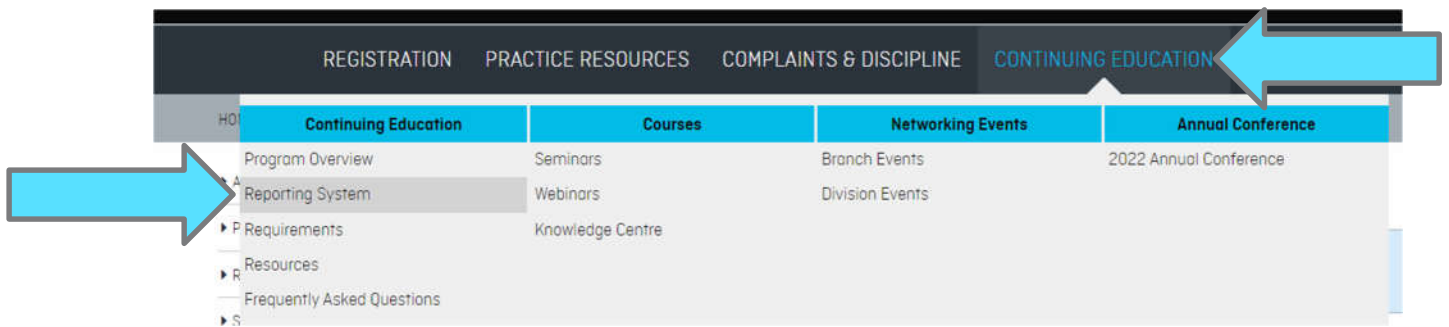 REGISTRATION PRACTICE RESOURCES COMPLAINTS & DISCIPLINE CONTINUING EDUCATION
HO
Continuing Education Courses Networking Events Annual Conference
Program Overview Seminars Branch Events 2022 Annual Conference
A
Reporting System Webinars Division Events
P Requirements Knowledge Centre
R Resources
Frequently Asked Questions
S